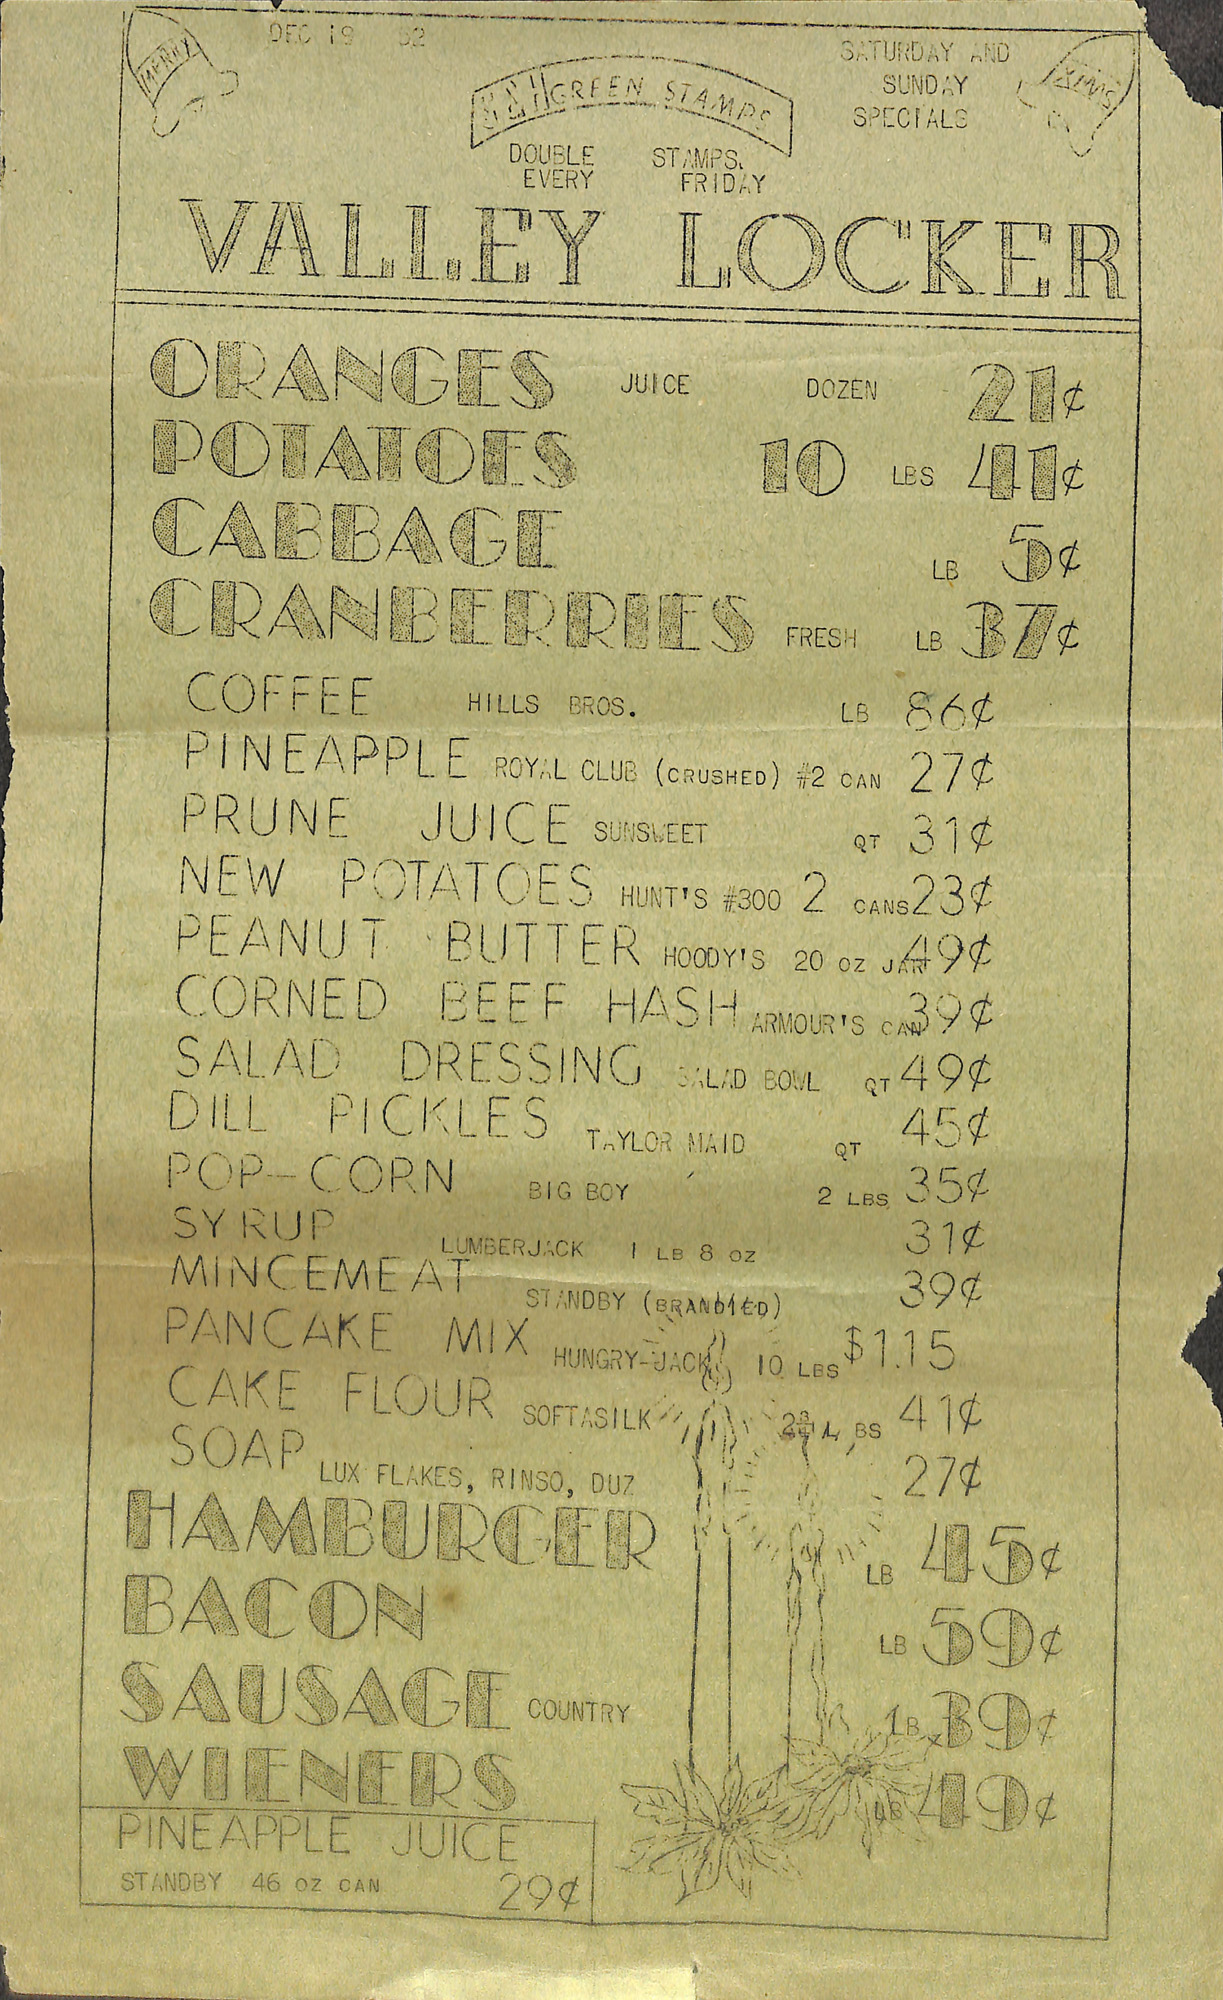 MERRY
DEC 19 52
SATURDAY AND
SUNDAY
SPECIALS
XMAS
S&H GREEN STAMPS
DOUBLE STAMPS
EVERY FRIDAY
VALLEY LOCKER
ORANGES JUICE DOZEN 21¢
POTATOES 10 LBS 41¢
CABBAGE LB 5¢
CRANBERRIES FRESH LB 37¢
COFFEE HILLS BROS. LB 86¢
PINEAPPLE ROYAL CLUB (CRUSHED) #2 CAN 27¢
PRUNE JUICE SUNSWEET QT 31¢
NEW POTATOES HUNT'S #300 2 CANS 23¢
PEANUT BUTTER HOODY'S 20 OZ JAR 49¢
CORNED BEEF HASH ARMOUR'S CAN 39¢
SALAD DRESSING SALAD BOWL QT 49¢
DILL PICKLES TAYLOR MAID QT 45¢
POP-CORN BIG BOY 2 LBS 35¢
SYRUP LUMBERJACK 1 LB 8 OZ 31¢
MINCEMEAT STANDBY (BRANDIED) 39¢
PANCAKE MIX HUNGRY-JACK 10 LBS $1.15
CAKE FLOUR SOFTASILK 2¾ LBS 41¢
SOAP LUX FLAKES, RINSO, DUZ 27¢
HAMBURGER LB 45¢
BACON LB 59¢
SAUSAGE COUNTRY LB 39¢
WIENERS LB 49¢
PINEAPPLE JUICE
STANDBY 46 OZ CAN 29¢